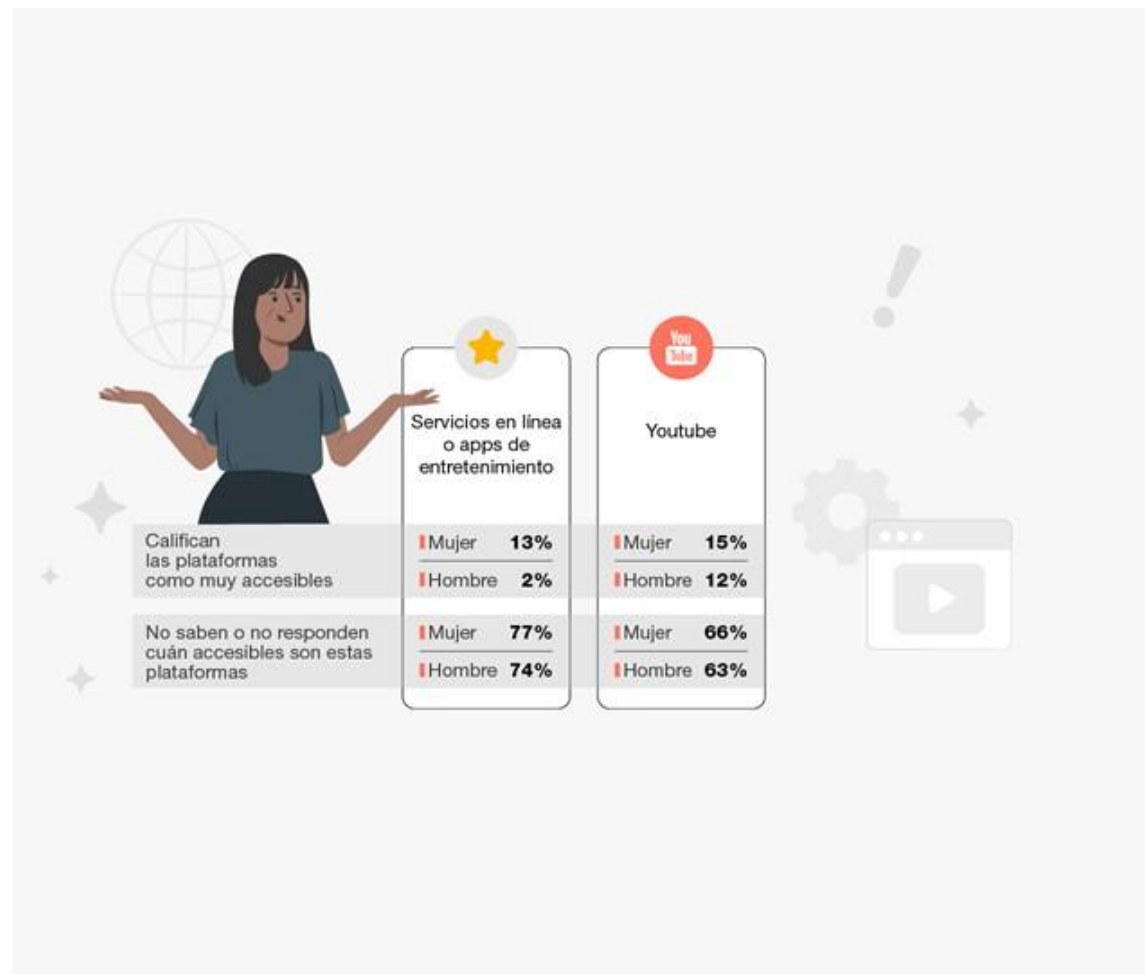 You
Tube
Servicios en línea
o apps de
entretenimiento
Youtube
Califican
las plataformas
como muy accesibles
Mujer 13%
Hombre 2%
Mujer 15%
Hombre 12%
No saben o no responden
cuán accesibles son estas
plataformas
Mujer 77%
Hombre 74%
Mujer 66%
Hombre 63%